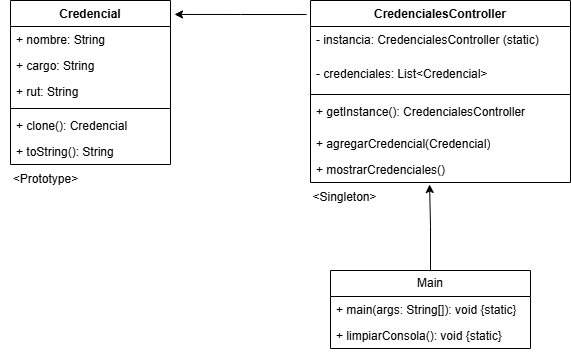 Credencial
+ nombre: String
+ cargo: String
+ rut: String
+ clone(): Credencial
+ toString(): String
<Prototype>
CredencialesController
- instancia: CredencialesController (static)
- credenciales: List<Credencial>
+ getInstance(): CredencialesController
+ agregarCredencial(Credencial)
+ mostrarCredenciales()
<Singleton>
Main
+ main(args: String[]): void {static}
+ limpiarConsola(): void {static}